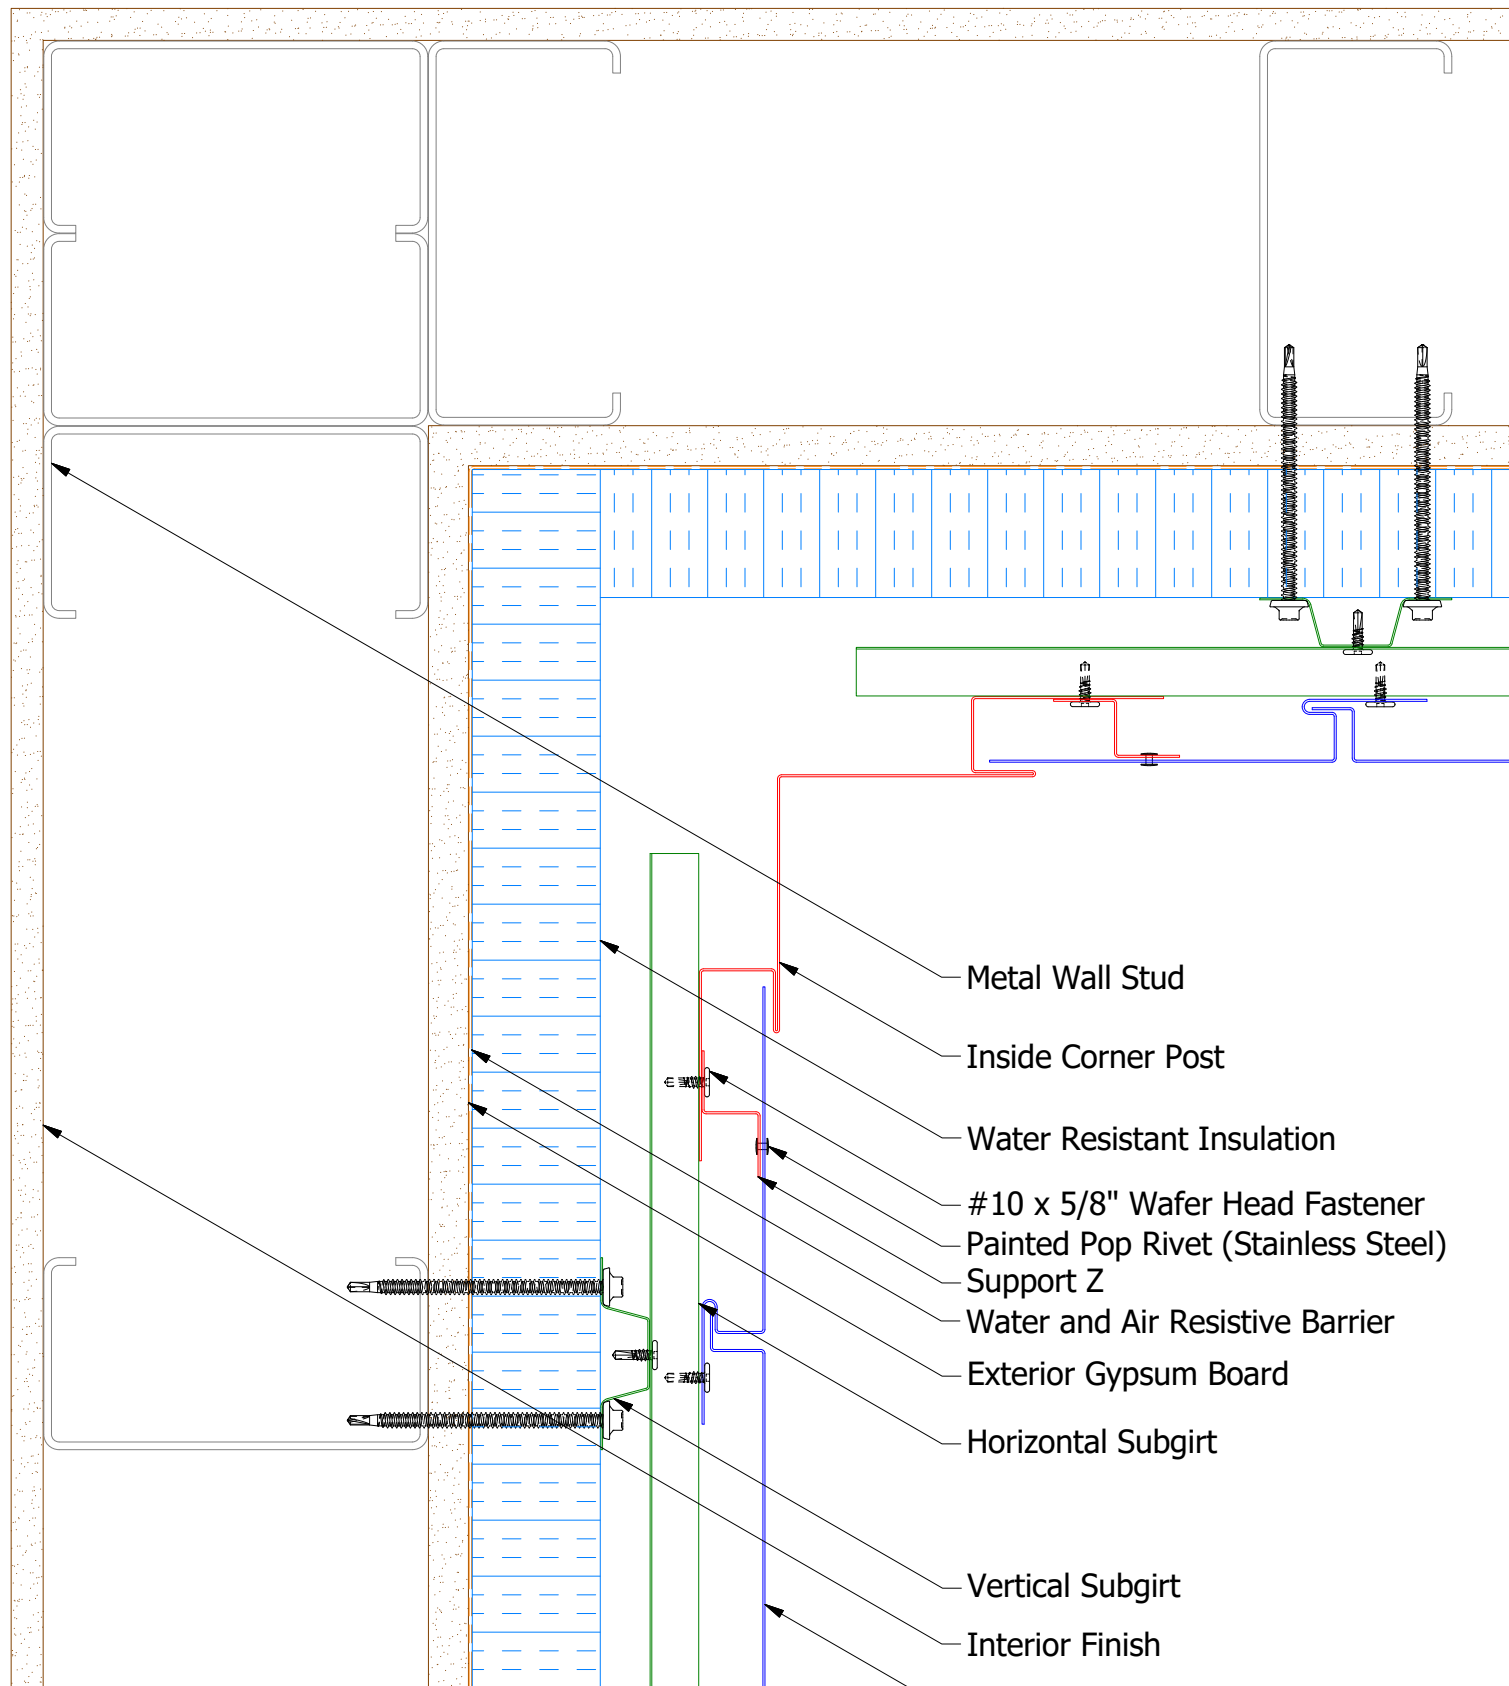 Metal Wall Stud
Inside Corner Post
Water Resistant Insulation
#10 x 5/8" Wafer Head Fastener
Painted Pop Rivet (Stainless Steel)
Support Z
Water and Air Resistive Barrier
Exterior Gypsum Board
Horizontal Subgirt
Vertical Subgirt
Interior Finish